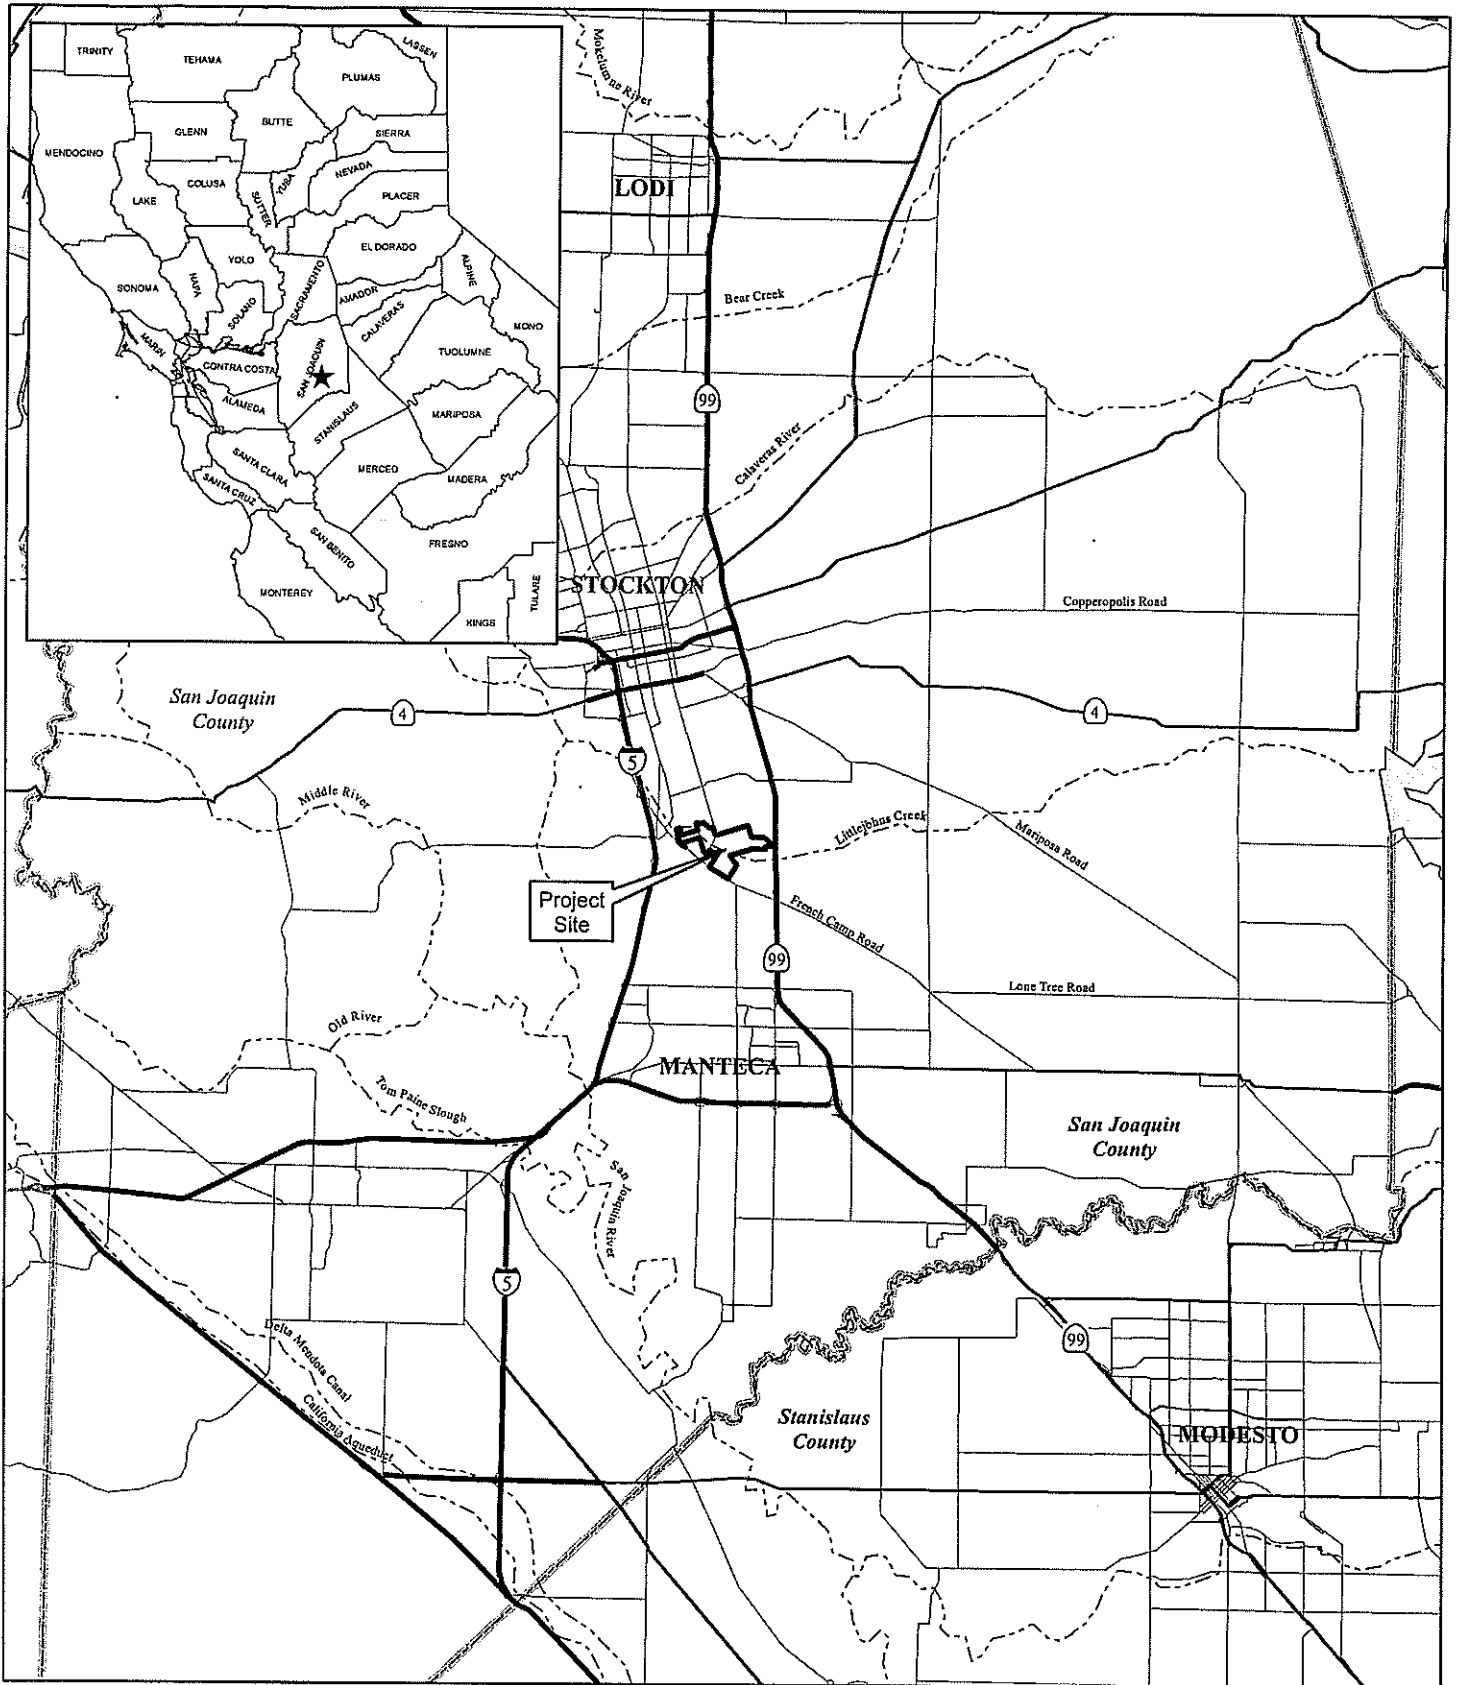 TRINITY
TEHAMA
LASSEN
PLUMAS
GLENN
BUTTE
SIERRA
MENDOCINO
NEVADA
COLUSA
YUBA
LAKE
SUTTER
PLACER
EL DORADO
YOLO
NAPA
SONOMA
SACRAMENTO
ALPINE
AMADOR
SOLANO
CALAVERAS
MONO
MARIN
TUOLUMNE
CONTRA COSTA
SAN JOAQUIN
ALAMEDA
STANISLAUS
MARIPOSA
SANTA CLARA
MERCED
MADERA
SANTA CRUZ
SAN BENITO
FRESNO
MONTEREY
KINGS
TULARE
Mokelumne River
LODI
Bear Creek
99
Calaveras River
STOCKTON
Copperopolis Road
San Joaquin
County
4
4
5
Middle River
Littlejohns Creek
Mariposa Road
Project
Site
French Camp Road
99
Lone Tree Road
Old River
MANTECA
Tom Paine Slough
San Joaquin
County
San Joaquin River
5
Delta Mendota Canal
California Aqueduct
99
Stanislaus
County
MODESTO